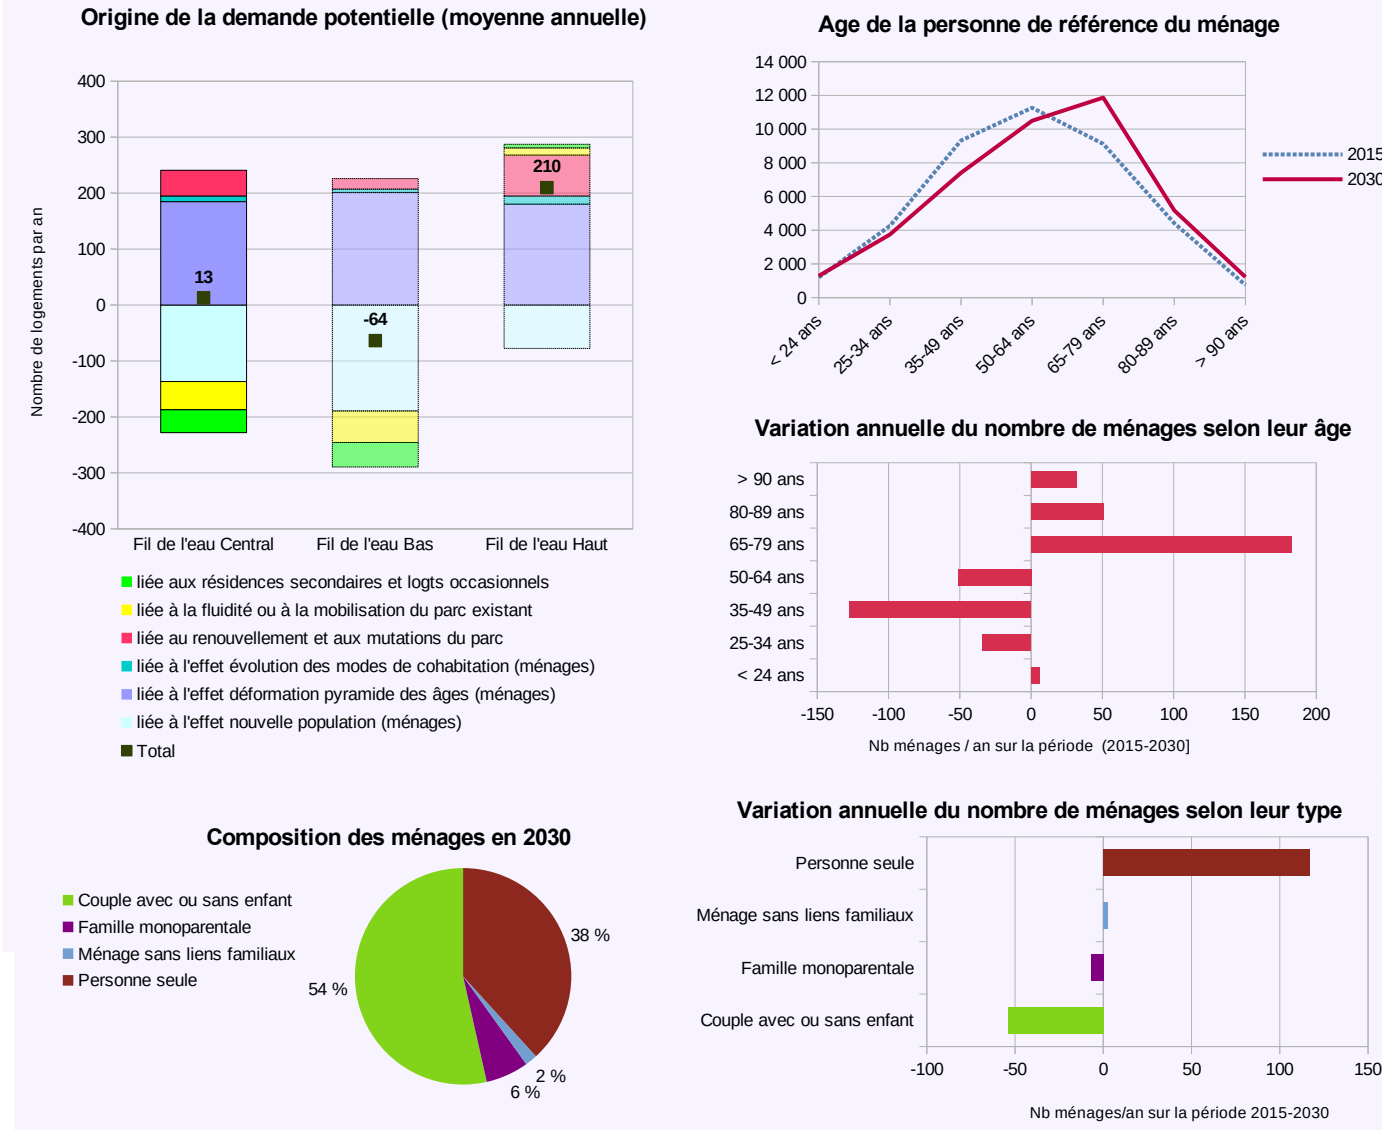 Origine de la demande potentielle (moyenne annuelle)
400
300
200
100
0
-100
-200
-300
-400
Nombre de logements par an
13
-64
210
Fil de l'eau Central
Fil de l'eau Bas
Fil de l'eau Haut
liée aux résidences secondaires et logts occasionnels
liée à la fluidité ou à la mobilisation du parc existant
liée au renouvellement et aux mutations du parc
liée à l'effet évolution des modes de cohabitation (ménages)
liée à l'effet déformation pyramide des âges (ménages)
liée à l'effet nouvelle population (ménages)
Total
Age de la personne de référence du ménage
14 000
12 000
10 000
8 000
6 000
4 000
2 000
0
< 24 ans
25-34 ans
35-49 ans
50-64 ans
65-79 ans
80-89 ans
> 90 ans
2015
2030
Variation annuelle du nombre de ménages selon leur âge
> 90 ans
80-89 ans
65-79 ans
50-64 ans
35-49 ans
25-34 ans
< 24 ans
-150 -100 -50 0 50 100 150 200
Nb ménages / an sur la période (2015-2030]
Composition des ménages en 2030
Couple avec ou sans enfant
Famille monoparentale
Ménage sans liens familiaux
Personne seule
38 %
54 %
2 %
6 %
Variation annuelle du nombre de ménages selon leur type
Personne seule
Ménage sans liens familiaux
Famille monoparentale
Couple avec ou sans enfant
-100 -50 0 50 100 150
Nb ménages/an sur la période 2015-2030